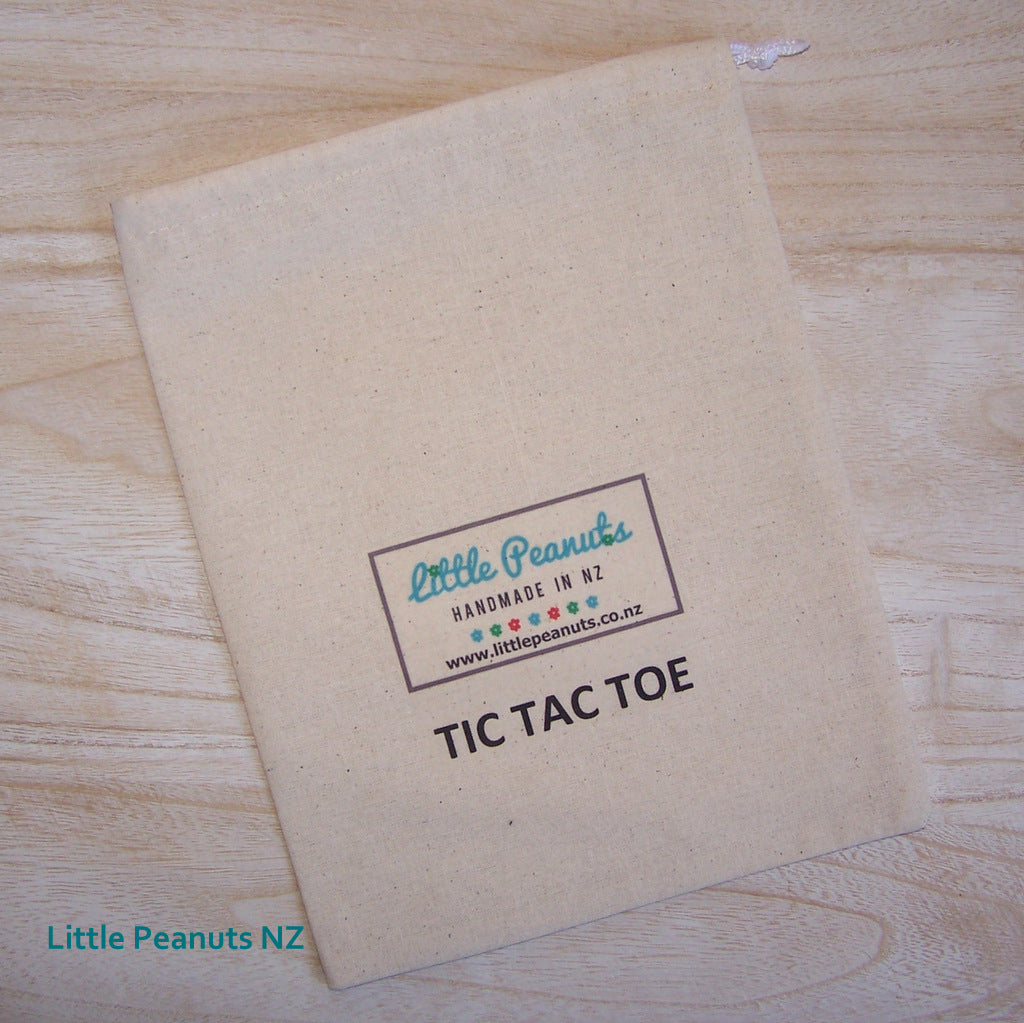 little Peanuts
HANDMADE IN NZ
www.littlepeanuts.co.nz
TIC TAC TOE
Little Peanuts NZ